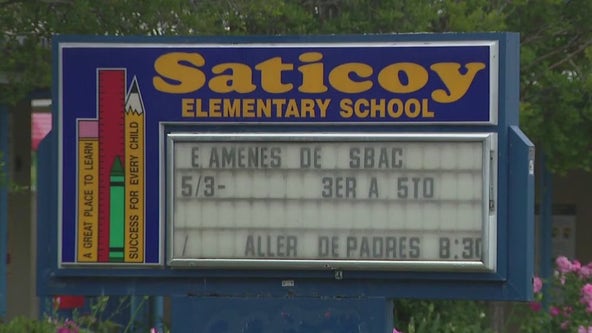 Saticoy
ELEMENTARY SCHOOL
A GREAT PLACE TO LEARN
SUCCESS FOR EVERY CHILD
E AMENES DE SBAC
5/3- 3ER A 5TO
/ ALLER DE PADRES 8:30